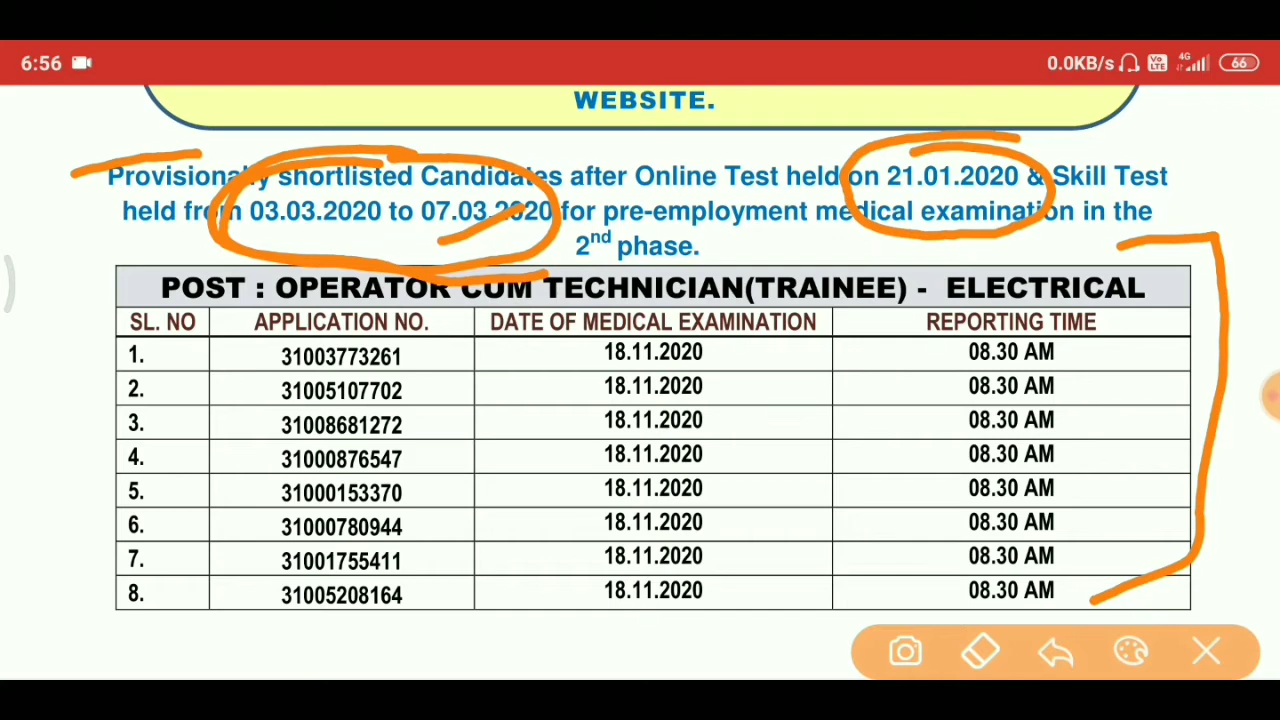 6:56 0.0KB/s Vo LTE 4G 66
WEBSITE.
Provisionally shortlisted Candidates after Online Test held on 21.01.2020 & Skill Test
held from 03.03.2020 to 07.03.2020 for pre-employment medical examination in the
2nd phase.
POST : OPERATOR CUM TECHNICIAN(TRAINEE) - ELECTRICAL
SL. NO APPLICATION NO. DATE OF MEDICAL EXAMINATION REPORTING TIME
1. 31003773261 18.11.2020 08.30 AM
2. 31005107702 18.11.2020 08.30 AM
3. 31008681272 18.11.2020 08.30 AM
4. 31000876547 18.11.2020 08.30 AM
5. 31000153370 18.11.2020 08.30 AM
6. 31000780944 18.11.2020 08.30 AM
7. 31001755411 18.11.2020 08.30 AM
8. 31005208164 18.11.2020 08.30 AM